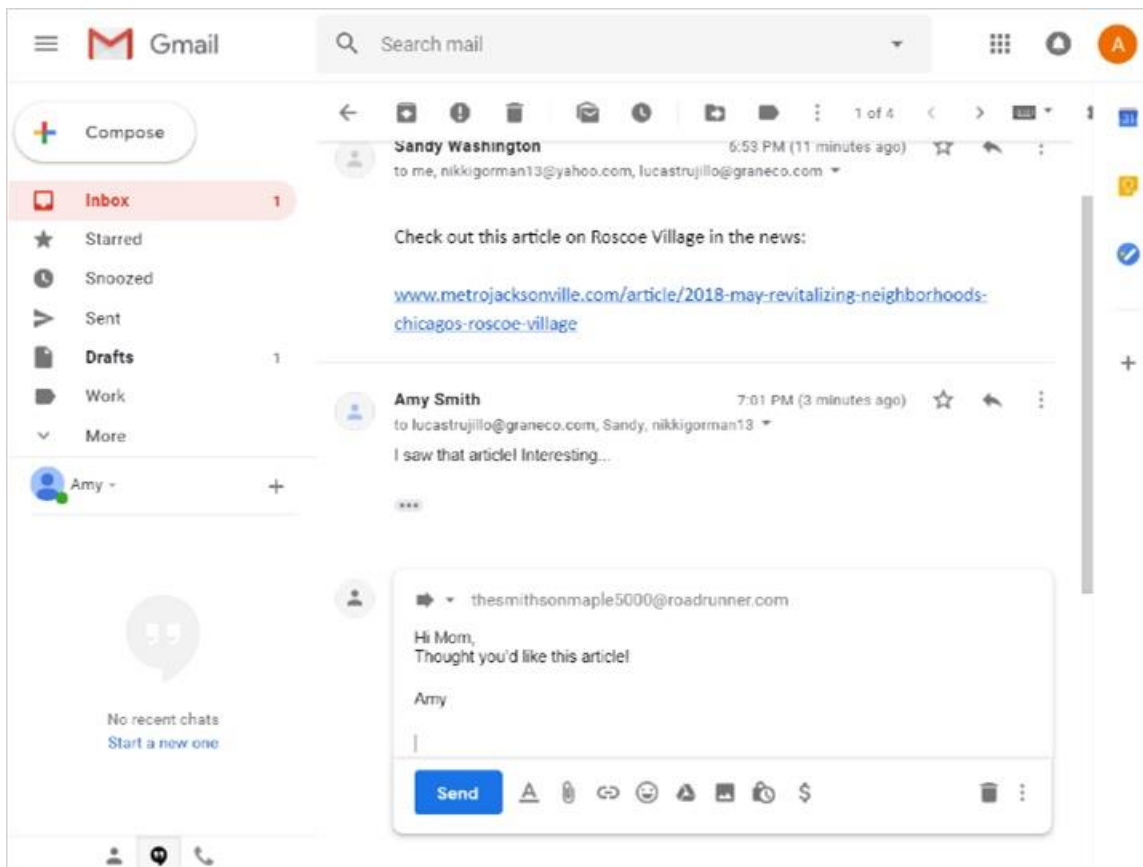 Gmail
Search mail
A
Compose
1 of 4
31
Sandy Washington 6:53 PM (11 minutes ago)
to me, nikkigorman13@yahoo.com, lucastrujillo@graneco.com
Inbox 1
Starred
Snoozed
Sent
Drafts 1
Work
More
Amy
No recent chats
Start a new one
Check out this article on Roscoe Village in the news:
www.metrojacksonville.com/article/2018-may-revitalizing-neighborhoods-
chicagos-roscoe-village
Amy Smith 7:01 PM (3 minutes ago)
to lucastrujillo@graneco.com, Sandy, nikkigorman13
I saw that article! Interesting...
thesmithsonmaple5000@roadrunner.com
Hi Mom,
Thought you'd like this article!
Amy
Send